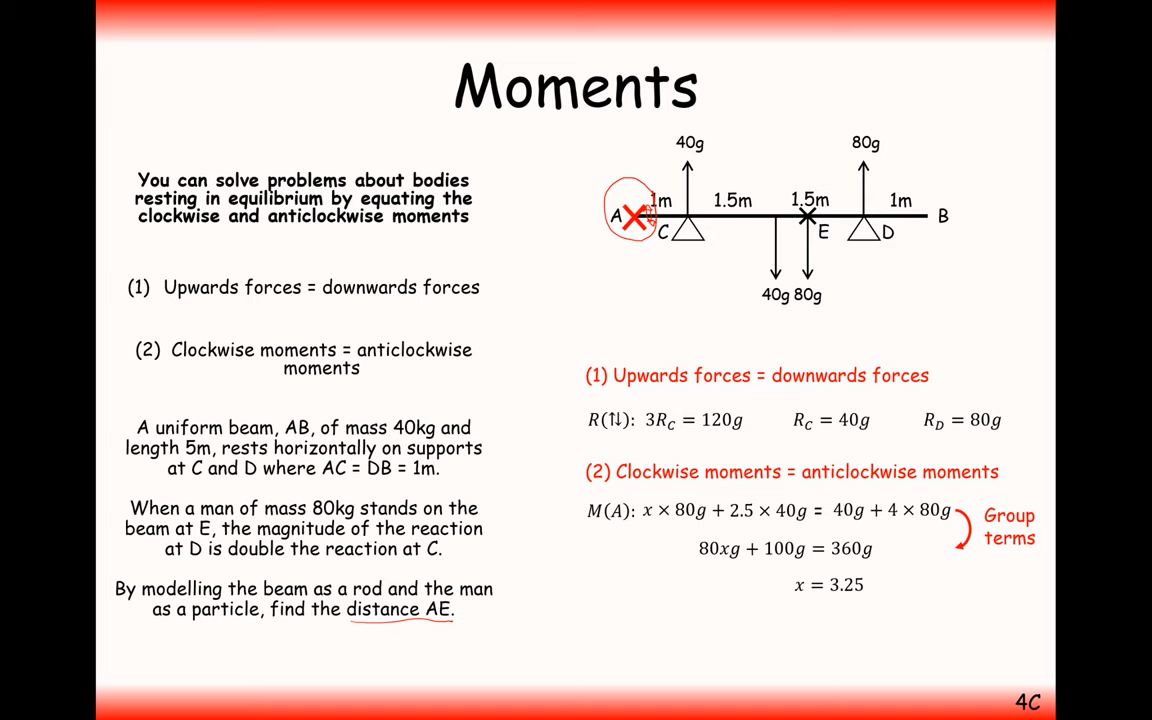 Moments
You can solve problems about bodies
resting in equilibrium by equating the
clockwise and anticlockwise moments
(1) Upwards forces = downwards forces
(2) Clockwise moments = anticlockwise
moments
A uniform beam, AB, of mass 40kg and
length 5m, rests horizontally on supports
at C and D where AC = DB = 1m.
When a man of mass 80kg stands on the
beam at E, the magnitude of the reaction
at D is double the reaction at C.
By modelling the beam as a rod and the man
as a particle, find the distance AE.
40g 80g
1m 1.5m 1.5m 1m
A B
C E D
40g 80g
(1) Upwards forces = downwards forces
R(⇅): 3R_C = 120g R_C = 40g R_D = 80g
(2) Clockwise moments = anticlockwise moments
M(A): x × 80g + 2.5 × 40g = 40g + 4 × 80g
Group
terms
80xg + 100g = 360g
x = 3.25
4C